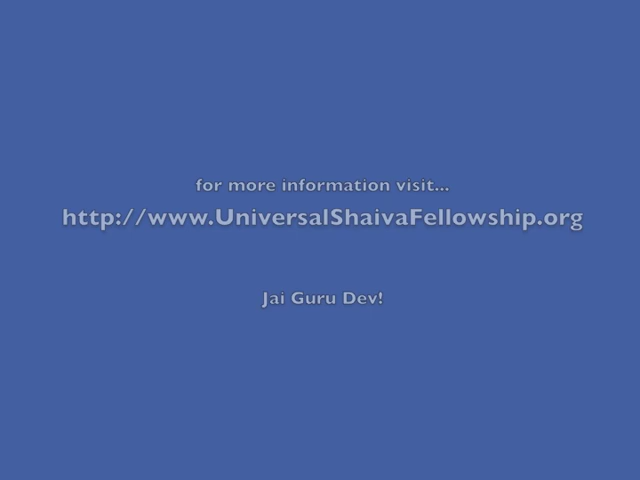 for more information visit...
http://www.UniversalShaivaFellowship.org
Jai Guru Dev!